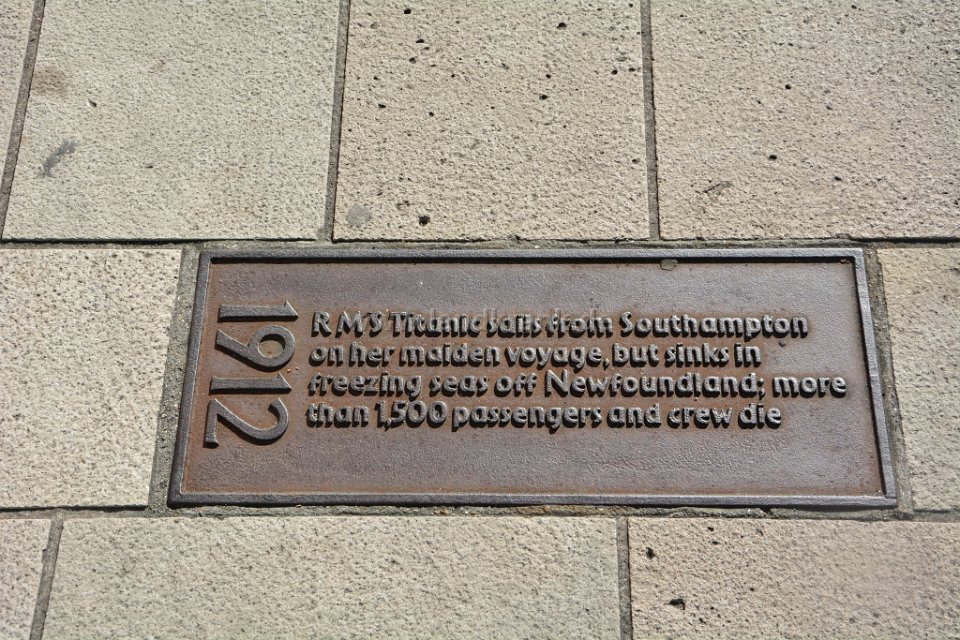 1912
RMS Titanic sails from Southampton
on her maiden voyage, but sinks in
freezing seas off Newfoundland; more
than 1,500 passengers and crew die